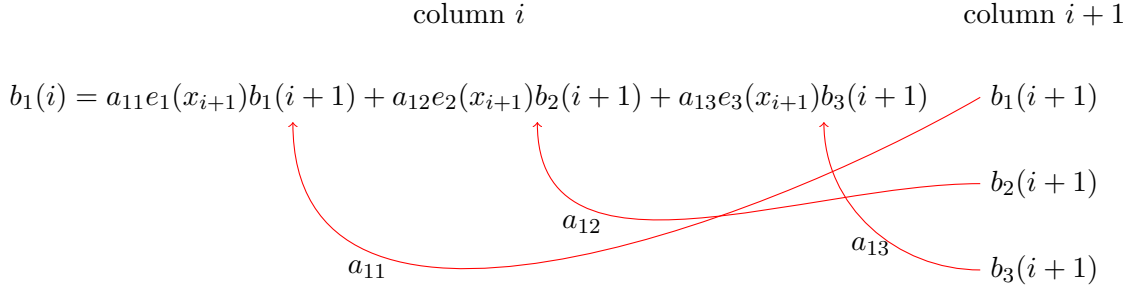 column i column i + 1
b₁(i) = a₁₁e₁(xᵢ₊₁)b₁(i + 1) + a₁₂e₂(xᵢ₊₁)b₂(i + 1) + a₁₃e₃(xᵢ₊₁)b₃(i + 1) b₁(i + 1)
b₂(i + 1)
a₁₂
a₁₃
a₁₁
b₃(i + 1)